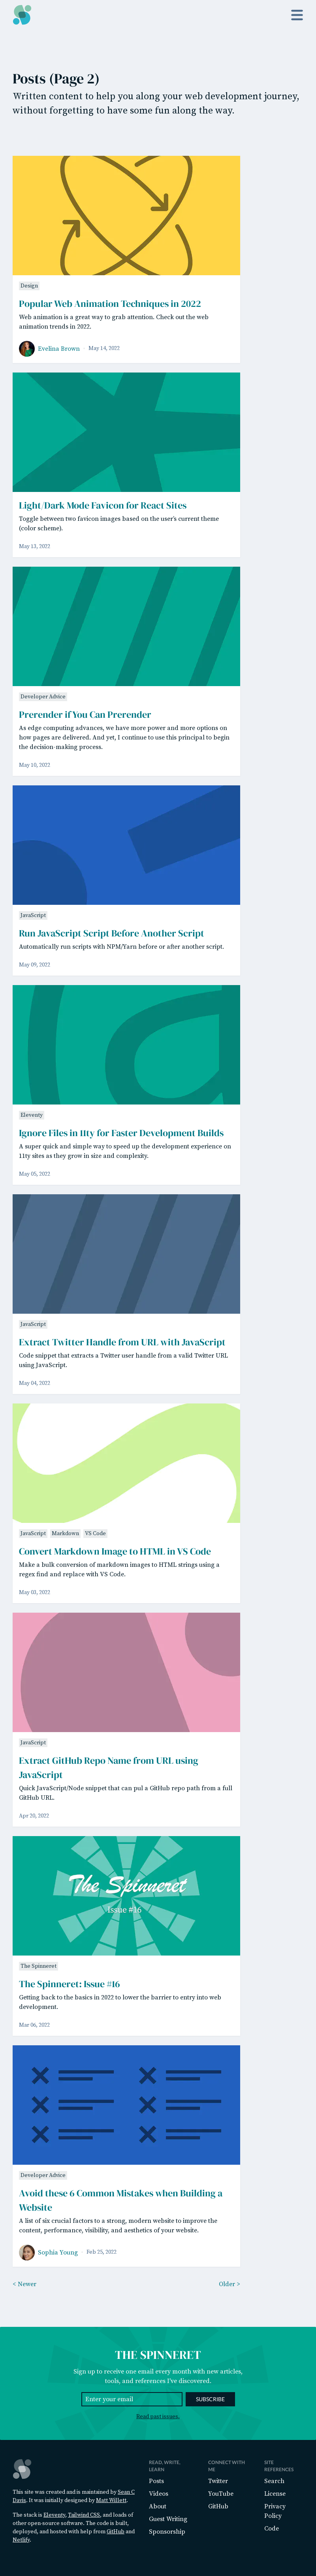 Posts (Page 2)
Written content to help you along your web development journey,
without forgetting to have some fun along the way.
Design
Popular Web Animation Techniques in 2022
Web animation is a great way to grab attention. Check out the web
animation trends in 2022.
Evelina Brown May 14, 2022
Light/Dark Mode Favicon for React Sites
Toggle between two favicon images based on the user's current theme
(color scheme).
May 13, 2022
Developer Advice
Prerender if You Can Prerender
As edge computing advances, we have more power and more options on
how pages are delivered. And yet, I continue to use this principal to begin
the decision-making process.
May 10, 2022
JavaScript
Run JavaScript Script Before Another Script
Automatically run scripts with NPM/Yarn before or after another script.
May 09, 2022
Eleventy
Ignore Files in 11ty for Faster Development Builds
A super quick and simple way to speed up the development experience on
11ty sites as they grow in size and complexity.
May 05, 2022
JavaScript
Extract Twitter Handle from URL with JavaScript
Code snippet that extracts a Twitter user handle from a valid Twitter URL
using JavaScript.
May 04, 2022
JavaScript Markdown VS Code
Convert Markdown Image to HTML in VS Code
Make a bulk conversion of markdown images to HTML strings using a
regex find and replace with VS Code.
May 03, 2022
JavaScript
Extract GitHub Repo Name from URL using
JavaScript
Quick JavaScript/Node snippet that can pul a GitHub repo path from a full
GitHub URL.
Apr 20, 2022
The Spinneret
Issue #16
The Spinneret
The Spinneret: Issue #16
Getting back to the basics in 2022 to lower the barrier to entry into web
development.
Mar 06, 2022
Developer Advice
Avoid these 6 Common Mistakes when Building a
Website
A list of six crucial factors to a strong, modern website to improve the
content, performance, visibility, and aesthetics of your website.
Sophia Young Feb 25, 2022
< Newer Older >
THE SPINNERET
Sign up to receive one email every month with new articles,
tools, and references I've discovered.
Enter your email SUBSCRIBE
Read past issues.
This site was created and is maintained by Sean C
Davis. It was initially designed by Matt Willett.
The stack is Eleventy, Tailwind CSS, and loads of
other open-source software. The code is built,
deployed, and hosted with help from GitHub and
Netlify.
READ, WRITE,
LEARN
Posts
Videos
About
Guest Writing
Sponsorship
CONNECT WITH
ME
Twitter
YouTube
GitHub
SITE
REFERENCES
Search
License
Privacy
Policy
Code